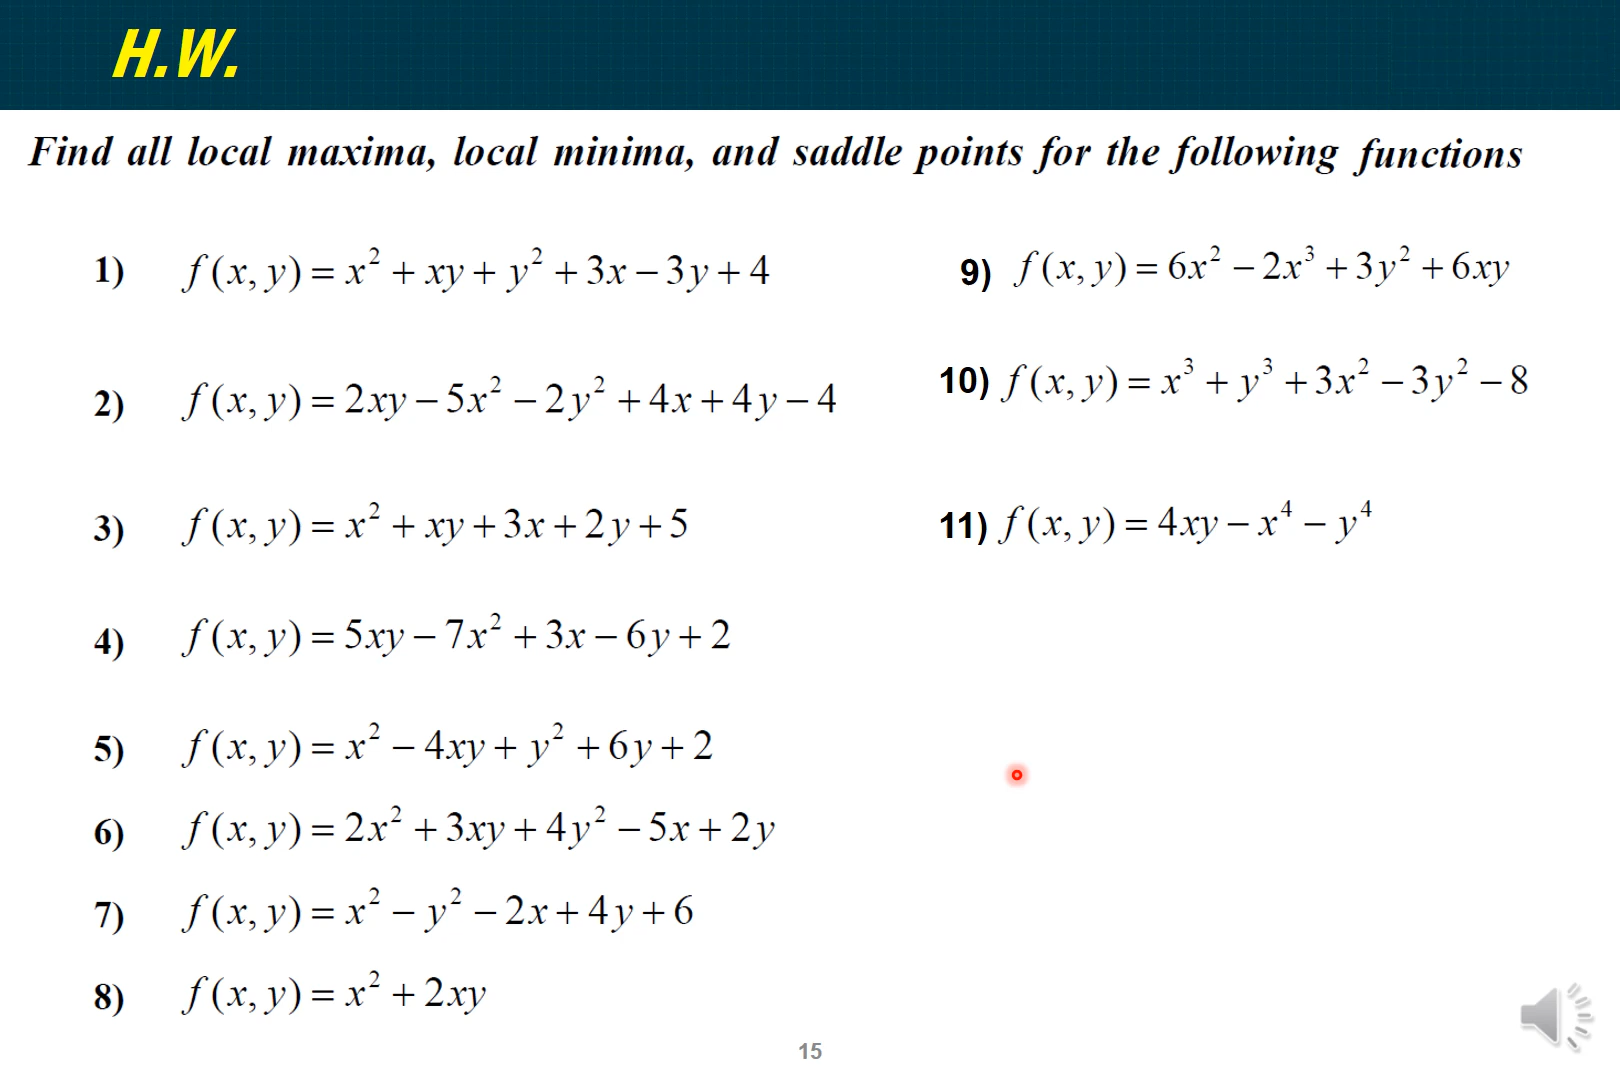 H.W.
Find all local maxima, local minima, and saddle points for the following functions
1) f(x, y) = x² + xy + y² + 3x − 3y + 4
2) f(x, y) = 2xy − 5x² − 2y² + 4x + 4y − 4
3) f(x, y) = x² + xy + 3x + 2y + 5
4) f(x, y) = 5xy − 7x² + 3x − 6y + 2
5) f(x, y) = x² − 4xy + y² + 6y + 2
6) f(x, y) = 2x² + 3xy + 4y² − 5x + 2y
7) f(x, y) = x² − y² − 2x + 4y + 6
8) f(x, y) = x² + 2xy
9) f(x, y) = 6x² − 2x³ + 3y² + 6xy
10) f(x, y) = x³ + y³ + 3x² − 3y² − 8
11) f(x, y) = 4xy − x⁴ − y⁴
15